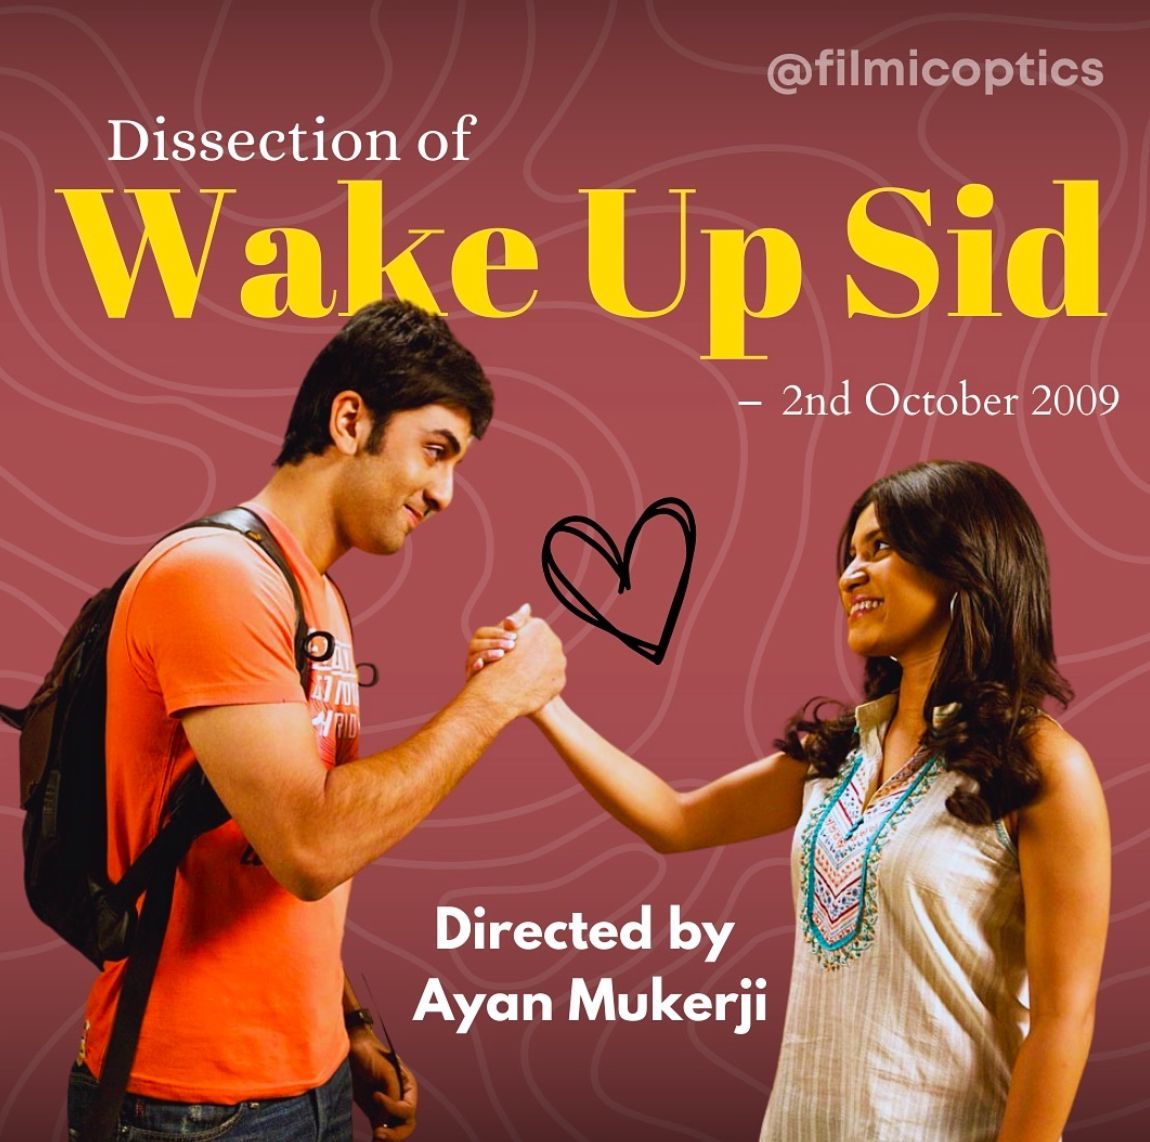 @filmicoptics
Dissection of
Wake Up Sid
– 2nd October 2009
Directed by
Ayan Mukerji